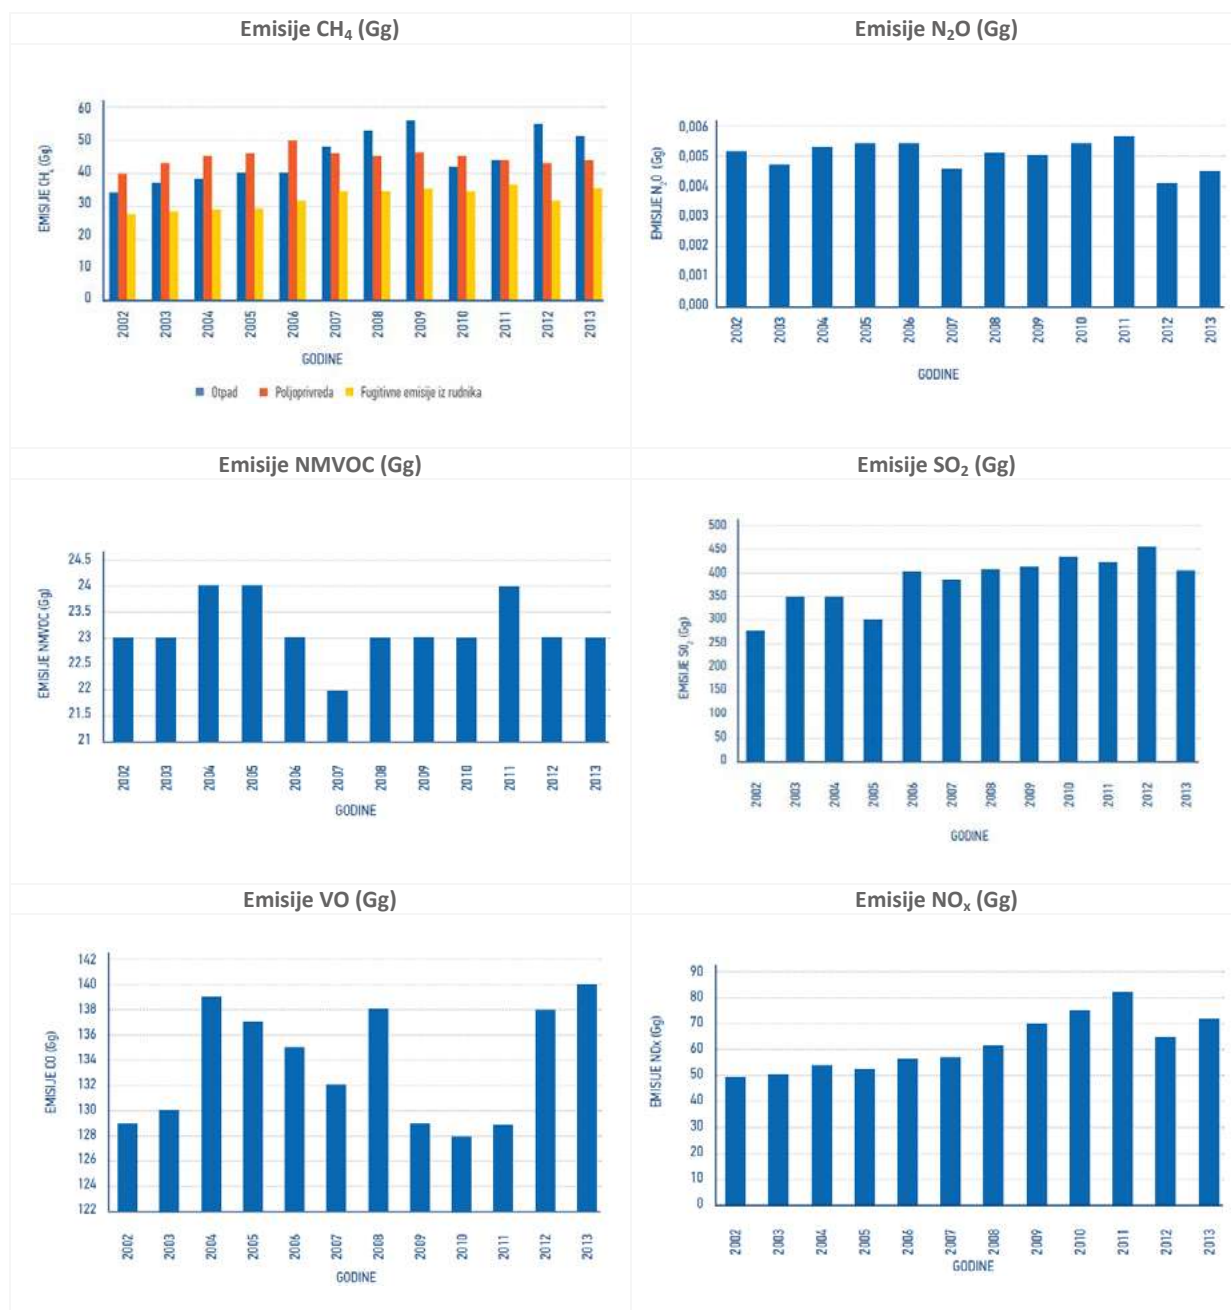 Emisije CH₄ (Gg)
60
50
40
30
20
10
0
EMISIJE CH₄ (Gg)
2002 2003 2004 2005 2006 2007 2008 2009 2010 2011 2012 2013
GODINE
Otpad Poljoprivreda Fugitivne emisije iz rudnika
Emisije N₂O (Gg)
0,006
0,005
0,004
0,003
0,002
0,001
0,000
EMISIJE N₂O (Gg)
2002 2003 2004 2005 2006 2007 2008 2009 2010 2011 2012 2013
GODINE
Emisije NMVOC (Gg)
24.5
24
23.5
23
22.5
22
21.5
21
EMISIJE NMVOC (Gg)
2002 2003 2004 2005 2006 2007 2008 2009 2010 2011 2012 2013
GODINE
Emisije SO₂ (Gg)
500
450
400
350
300
250
200
150
100
50
0
EMISIJE SO₂ (Gg)
2002 2003 2004 2005 2006 2007 2008 2009 2010 2011 2012 2013
GODINE
Emisije VO (Gg)
142
140
138
136
134
132
130
128
126
124
122
EMISIJE CO (Gg)
2002 2003 2004 2005 2006 2007 2008 2009 2010 2011 2012 2013
GODINE
Emisije NOₓ (Gg)
90
80
70
60
50
40
30
20
10
0
EMISIJE NOx (Gg)
2002 2003 2004 2005 2006 2007 2008 2009 2010 2011 2012 2013
GODINE